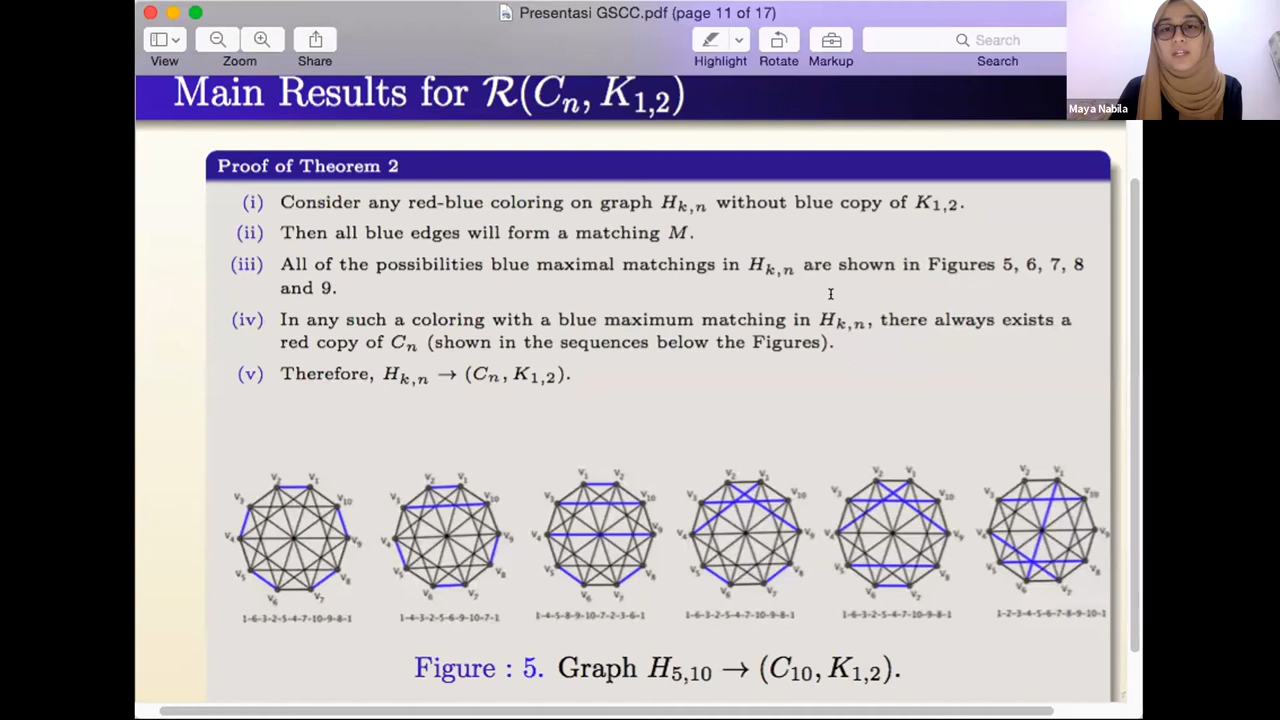 Presentasi GSCC.pdf (page 11 of 17)
View
Zoom
Share
Highlight
Rotate
Markup
Search
Search
Maya Nabila
Main Results for R(Cn, K1,2)
Proof of Theorem 2
(i) Consider any red-blue coloring on graph Hk,n without blue copy of K1,2.
(ii) Then all blue edges will form a matching M.
(iii) All of the possibilities blue maximal matchings in Hk,n are shown in Figures 5, 6, 7, 8
and 9.
(iv) In any such a coloring with a blue maximum matching in Hk,n, there always exists a
red copy of Cn (shown in the sequences below the Figures).
(v) Therefore, Hk,n → (Cn, K1,2).
1-6-3-2-5-4-7-10-9-8-1
1-4-3-2-5-6-9-10-7-1
1-4-5-8-9-10-7-2-3-6-1
1-6-3-2-5-4-7-10-9-8-1
1-6-3-2-5-4-7-10-9-8-1
1-2-3-4-5-6-7-8-9-10-1
Figure : 5. Graph H5,10 → (C10, K1,2).